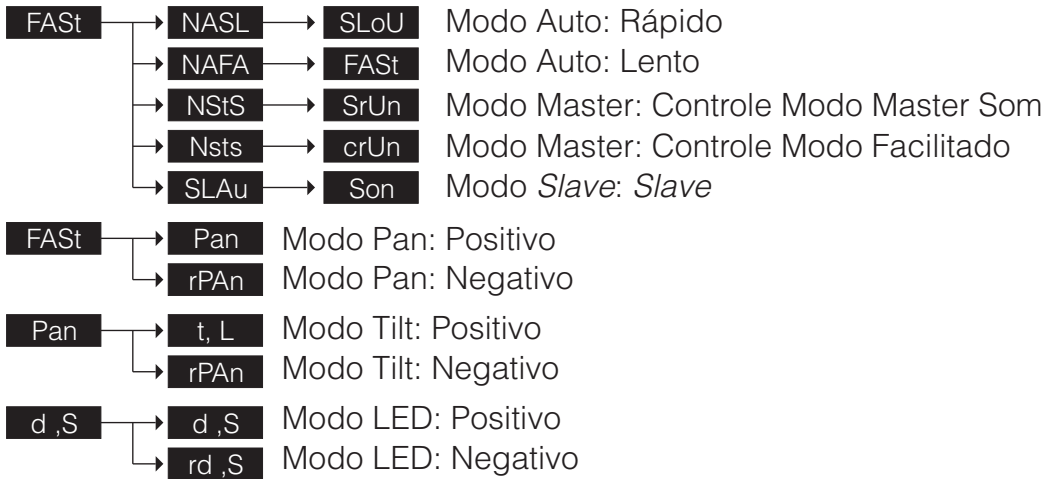 FASt NASL SLoU Modo Auto: Rápido
NAFA FASt Modo Auto: Lento
NStS SrUn Modo Master: Controle Modo Master Som
Nsts crUn Modo Master: Controle Modo Facilitado
SLAu Son Modo Slave: Slave
FASt Pan Modo Pan: Positivo
rPAn Modo Pan: Negativo
Pan t, L Modo Tilt: Positivo
rPAn Modo Tilt: Negativo
d ,S d ,S Modo LED: Positivo
rd ,S Modo LED: Negativo